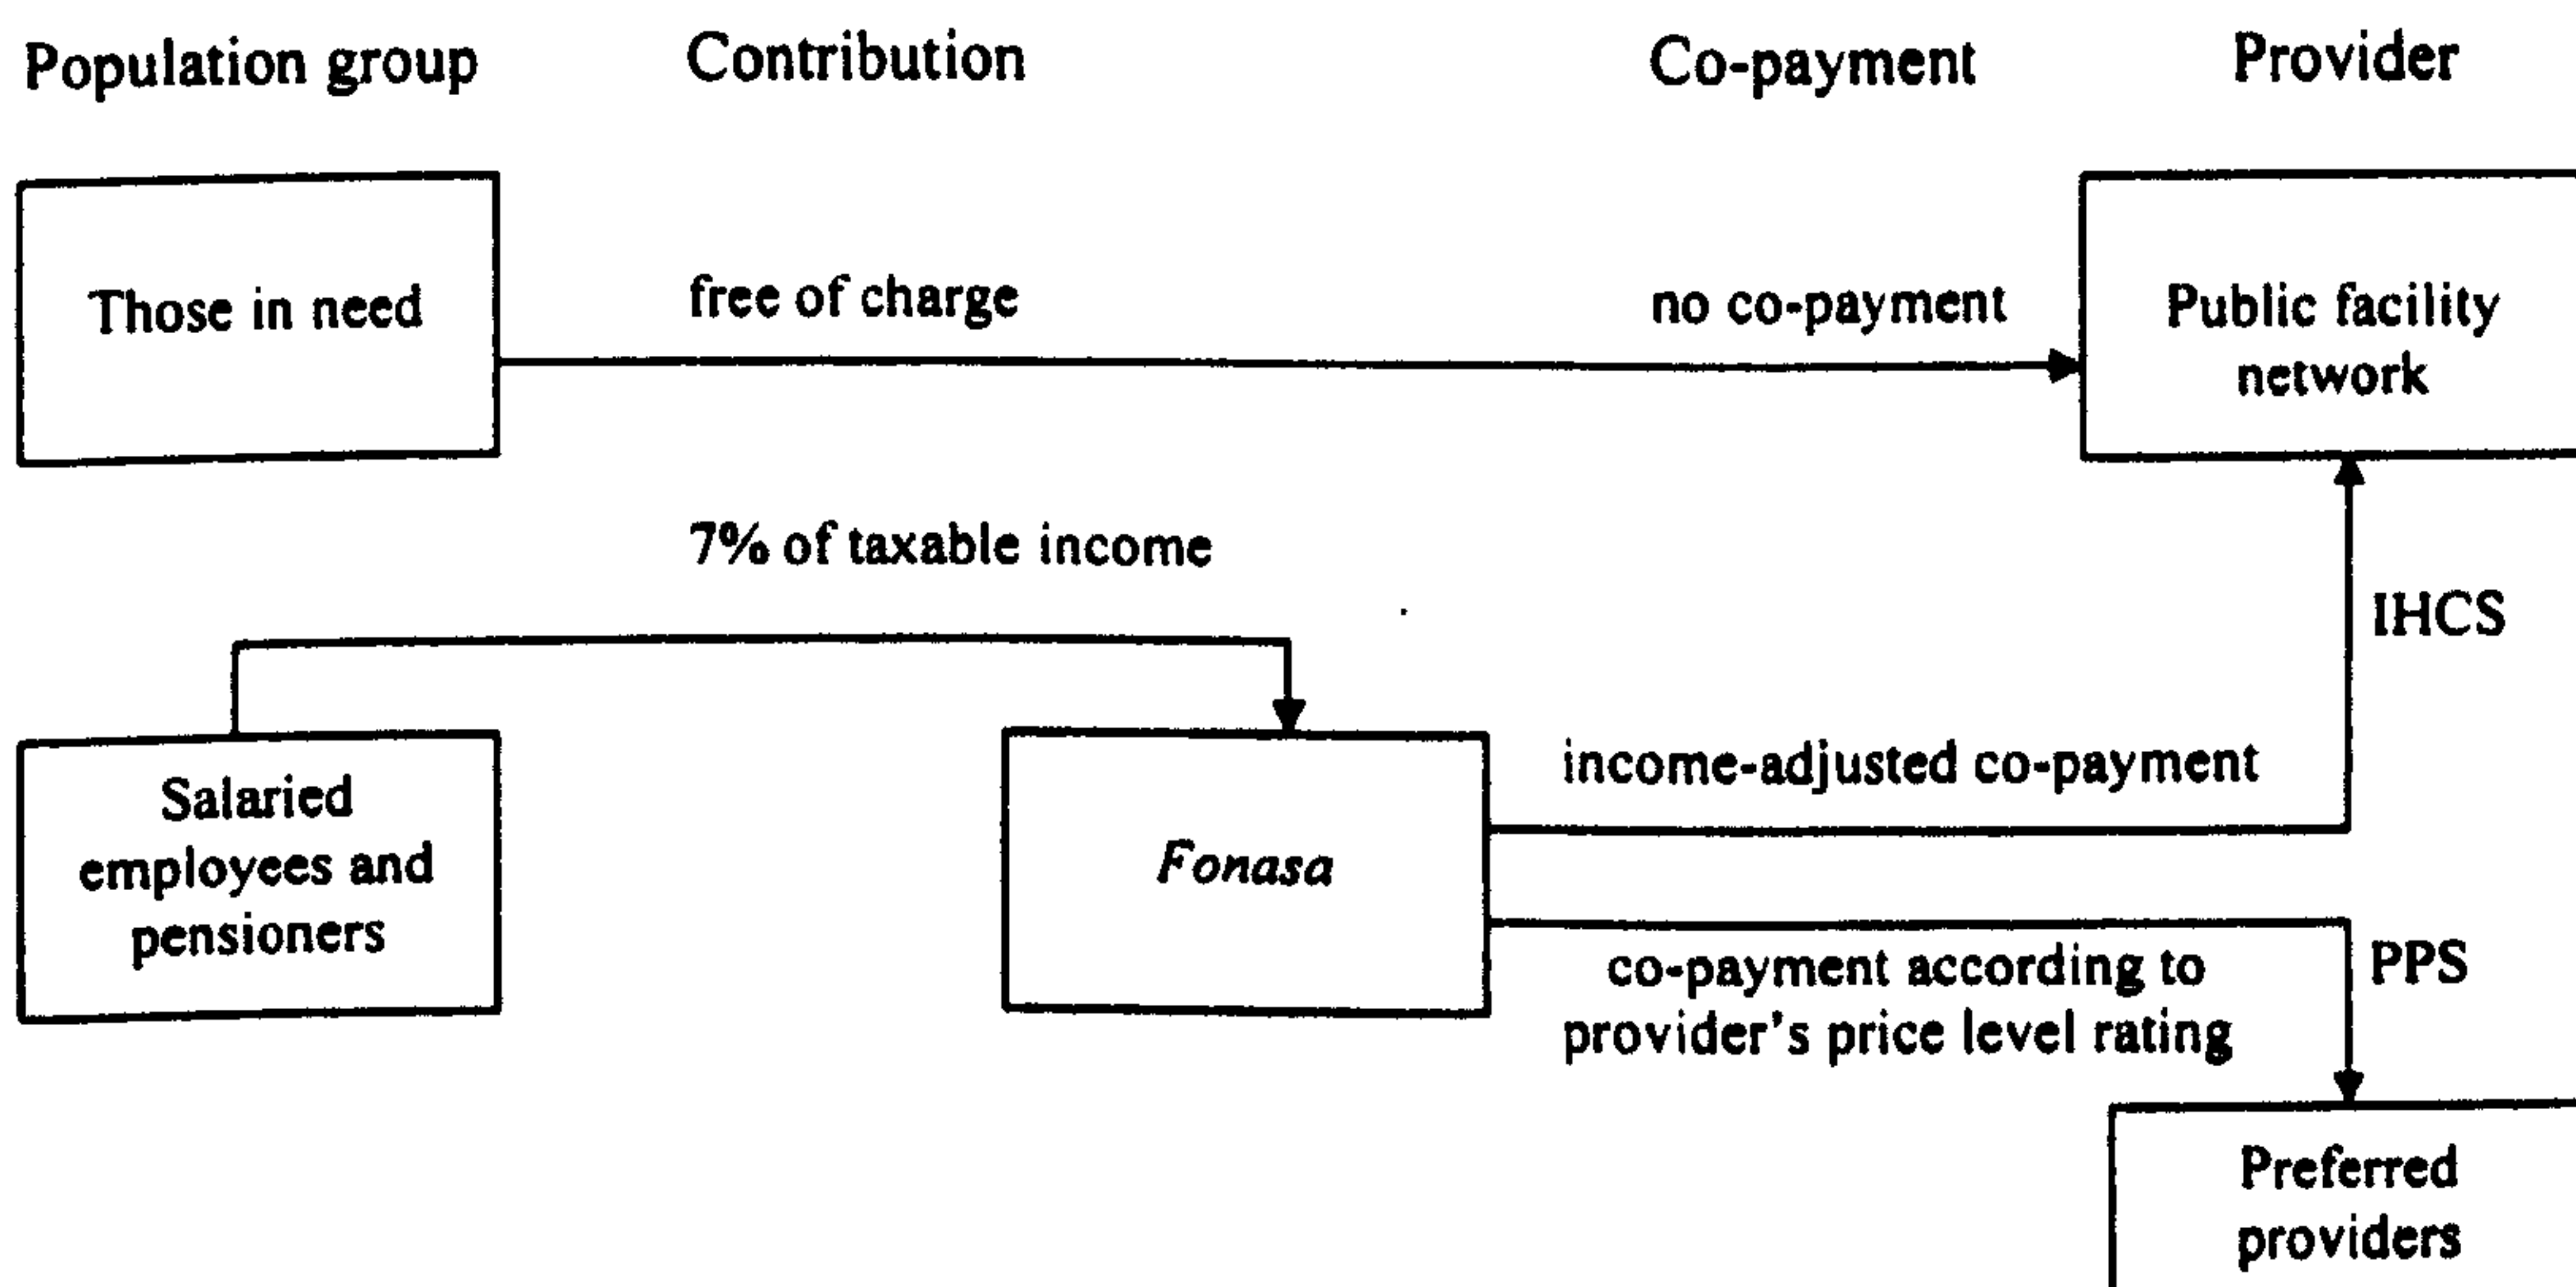 Population group
Contribution
Co-payment
Provider
Those in need
free of charge
no co-payment
Public facility
network
7% of taxable income
IHCS
Salaried
employees and
pensioners
Fonasa
income-adjusted co-payment
co-payment according to
provider's price level rating
PPS
Preferred
providers